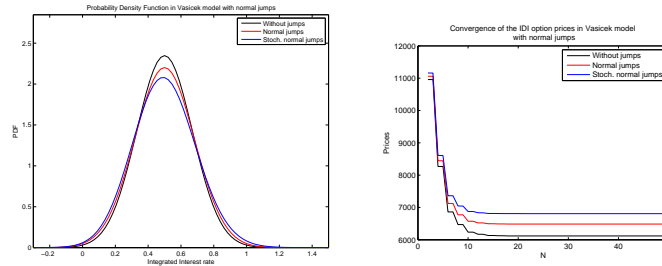 Probability Density Function in Vasicek model with normal jumps
Without jumps
Normal jumps
Stoch. normal jumps
2.5
2
1.5
1
0.5
0
PDF
-0.2 0 0.2 0.4 0.6 0.8 1 1.2 1.4
Integrated Interest rate
Convergence of the IDI option prices in Vasicek model
with normal jumps
Without jumps
Normal jumps
Stoch. normal jumps
12000
11000
10000
9000
8000
7000
6000
Prices
0 10 20 30 40
N